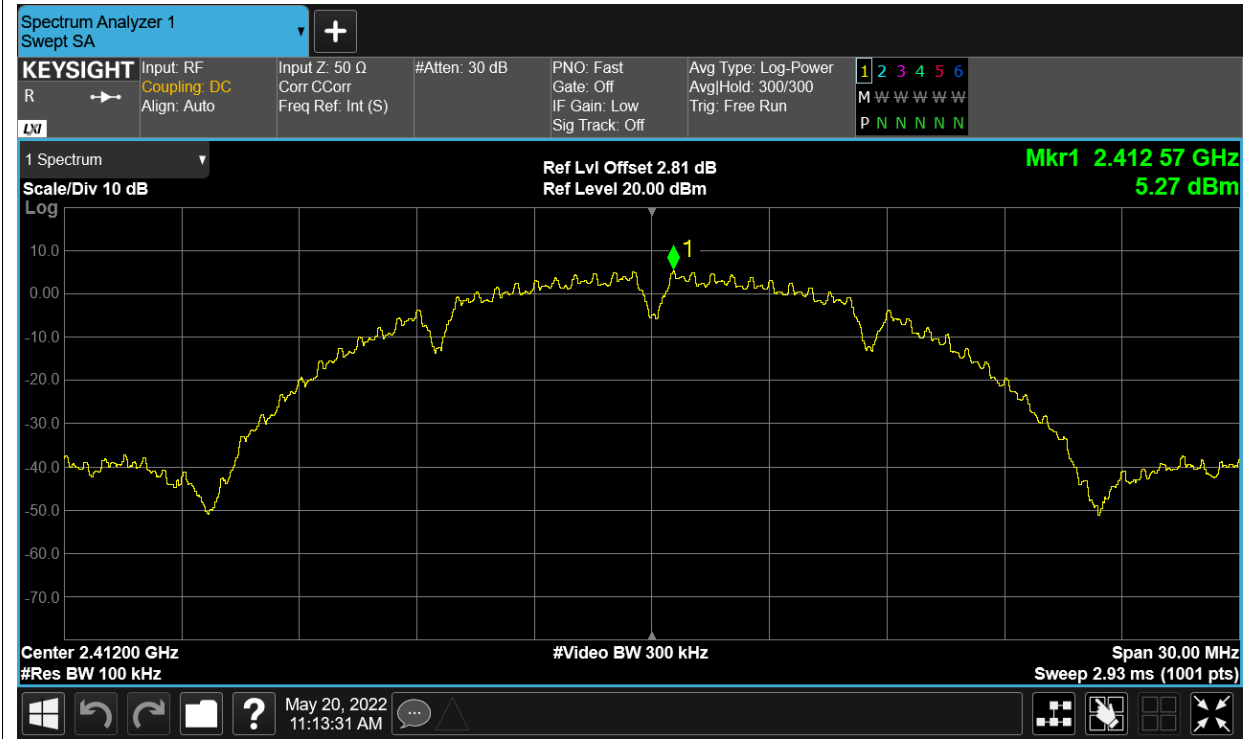 Spectrum Analyzer 1
Swept SA
KEYSIGHT
R
LXI
Input: RF
Coupling: DC
Align: Auto
Input Z: 50 Ω
Corr CCorr
Freq Ref: Int (S)
#Atten: 30 dB
PNO: Fast
Gate: Off
IF Gain: Low
Sig Track: Off
Avg Type: Log-Power
Avg|Hold: 300/300
Trig: Free Run
1 2 3 4 5 6
M W W W W W
P N N N N N
1 Spectrum
Scale/Div 10 dB
Log
Ref Lvl Offset 2.81 dB
Ref Level 20.00 dBm
Mkr1 2.412 57 GHz
5.27 dBm
1
10.0
0.00
-10.0
-20.0
-30.0
-40.0
-50.0
-60.0
-70.0
Center 2.41200 GHz
#Video BW 300 kHz
Span 30.00 MHz
#Res BW 100 kHz
Sweep 2.93 ms (1001 pts)
?
May 20, 2022
11:13:31 AM